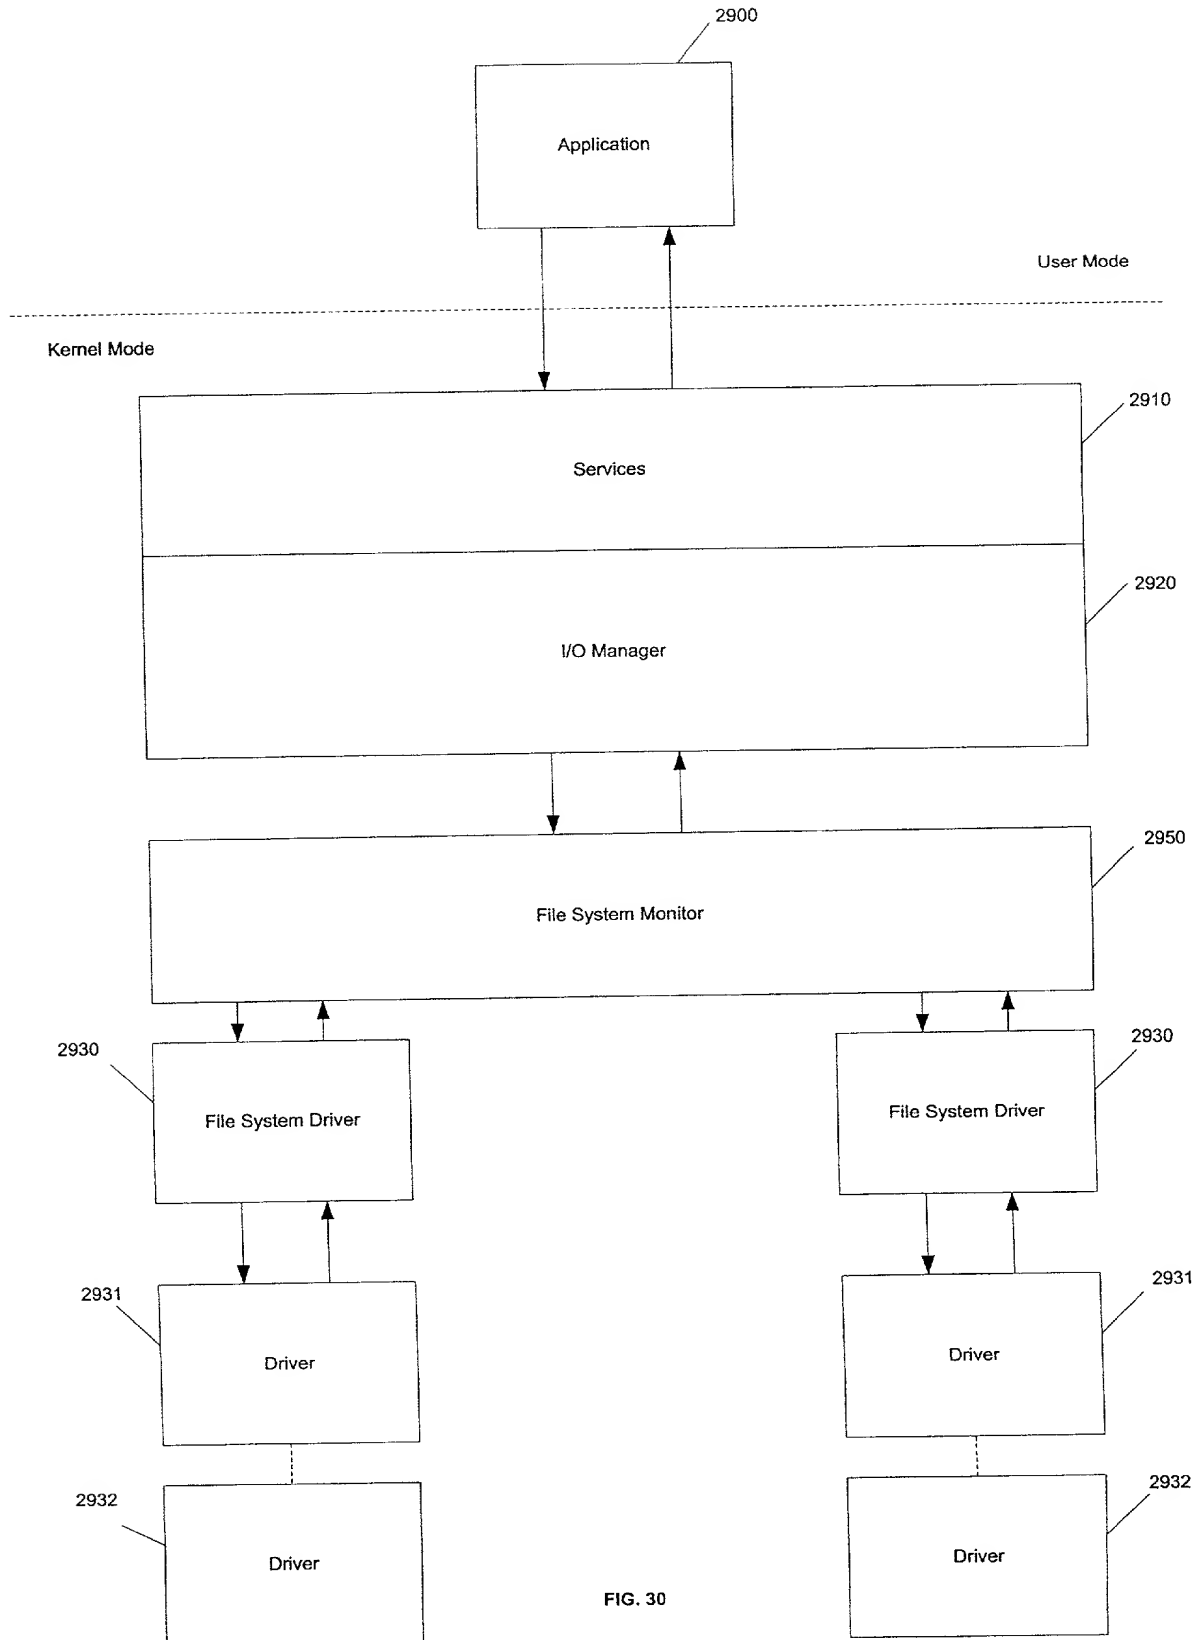 2900
Application
User Mode
Kernel Mode
2910
Services
2920
I/O Manager
2950
File System Monitor
2930
2930
File System Driver
File System Driver
2931
2931
Driver
Driver
2932
2932
Driver
Driver
FIG. 30